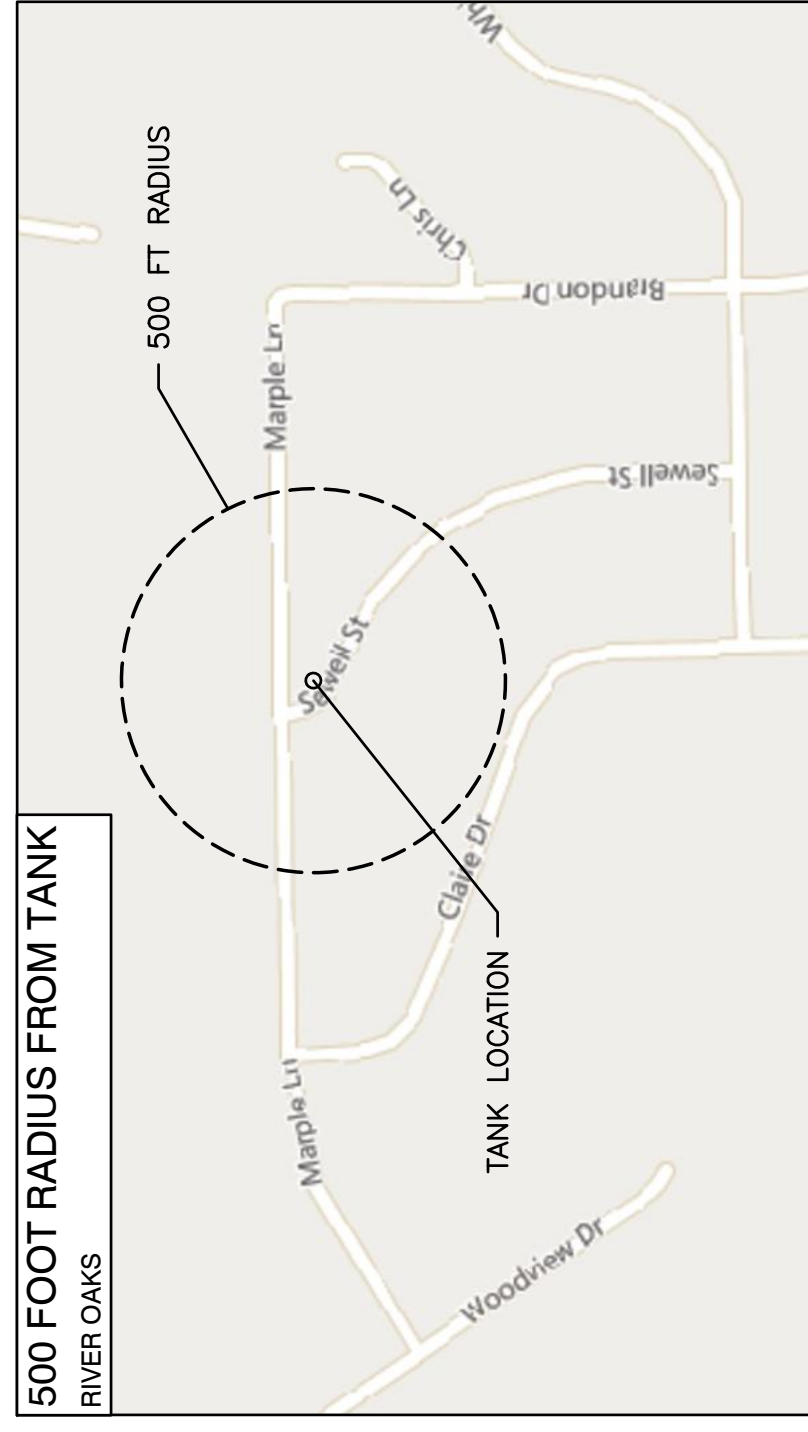 500 FOOT RADIUS FROM TANK
RIVER OAKS
500 FT RADIUS
TANK LOCATION
Marple Ln
Marple Ln
Woodview Dr
Claire Dr
Sewell St
Sewell St
Brandon Dr
Chris Ln